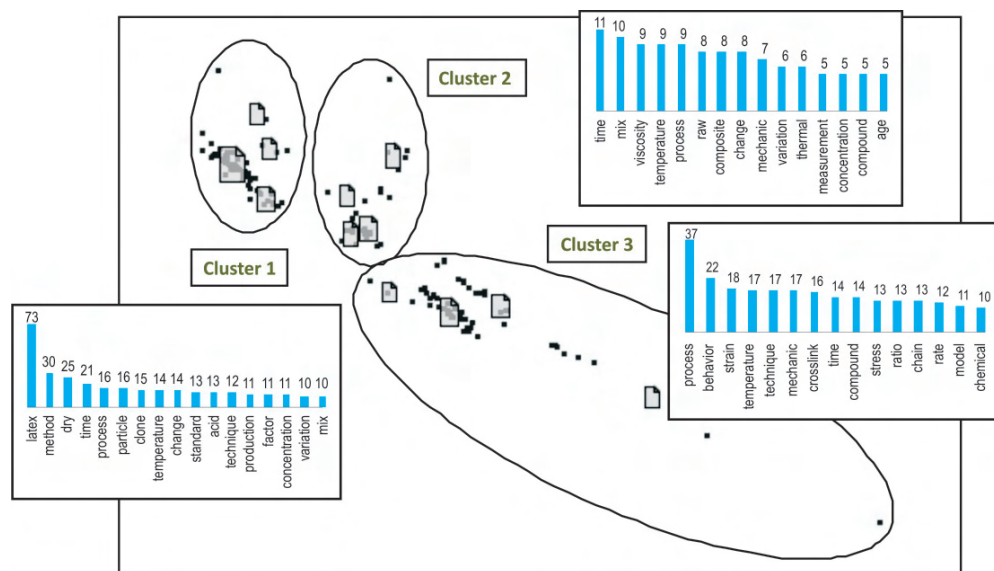 Cluster 2
11 10 9 9 9 8 8 8 7 6 6 5 5 5 5
time mix viscosity temperature process raw composite change mechanic variation thermal measurement concentration compound age
Cluster 1
Cluster 3
37 22 18 17 17 17 16 14 14 13 13 13 12 11 10
process behavior strain temperature technique mechanic crosslink time compound stress ratio chain rate model chemical
73 30 25 21 16 16 15 14 14 13 13 12 11 11 11 10 10
latex method dry time process particle clone temperature change standard acid technique production factor concentration variation mix